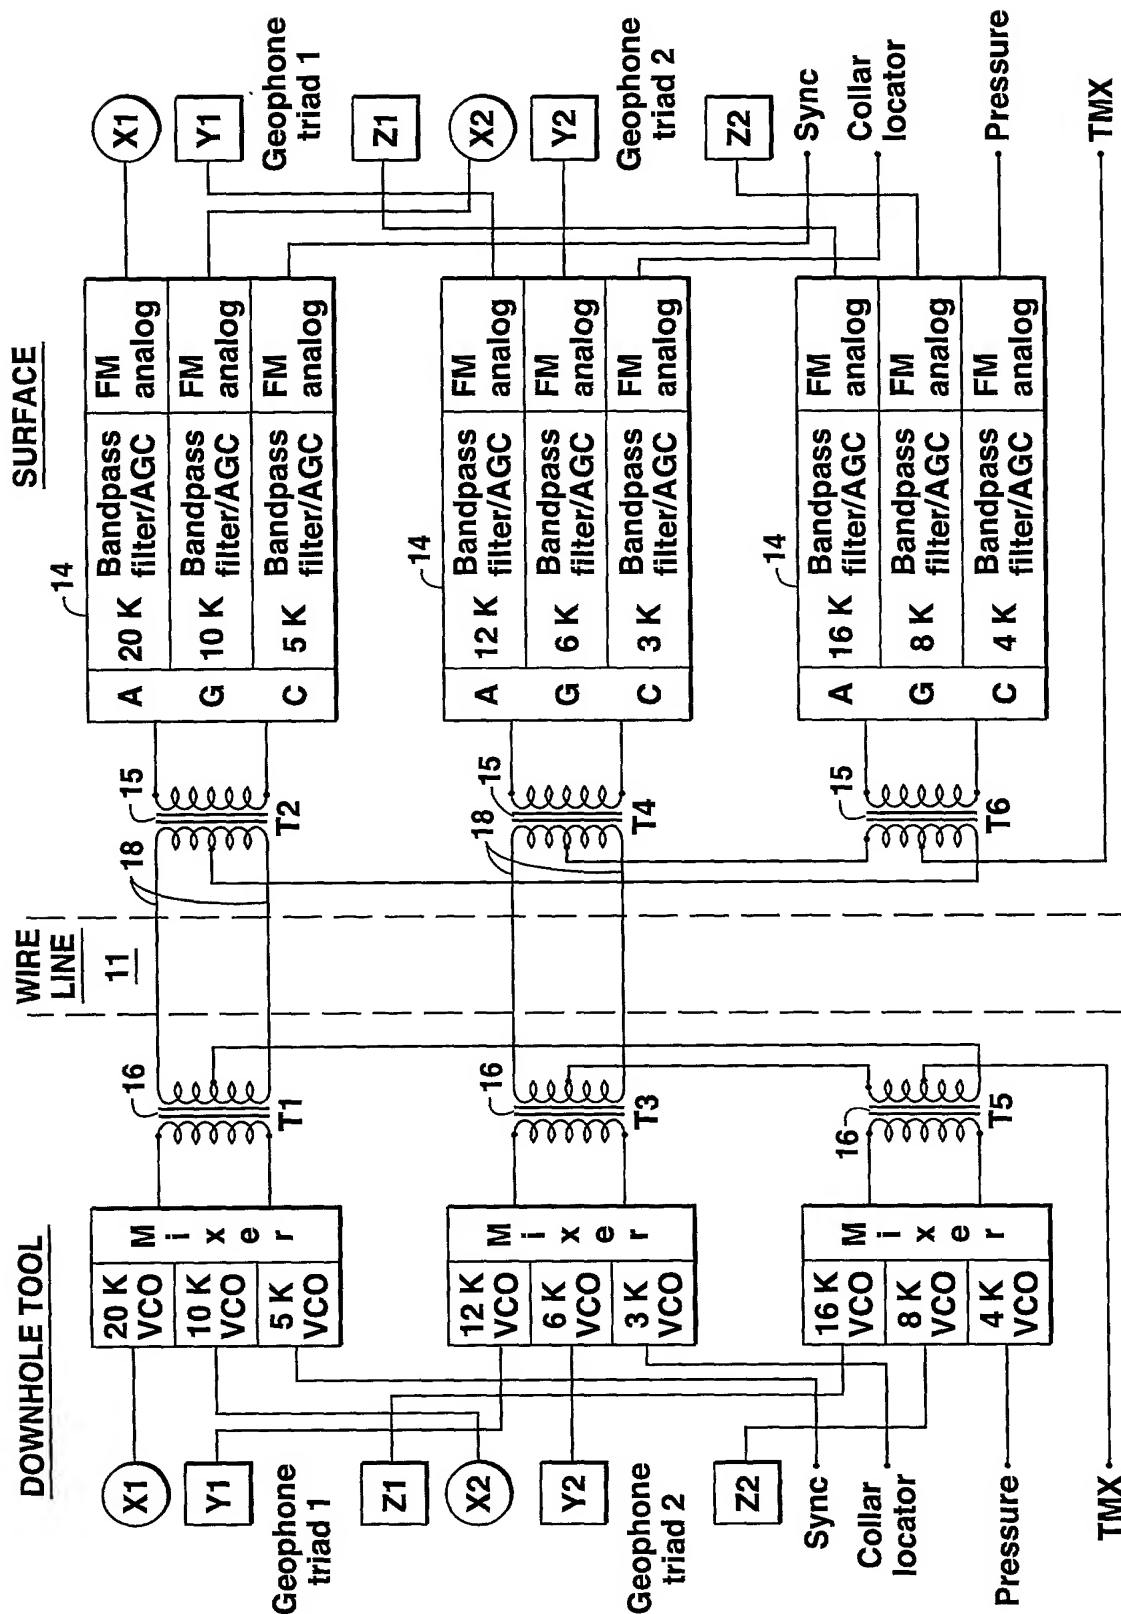 DOWNHOLE TOOL
WIRE
LINE
11
SURFACE
X1
Y1
Geophone
triad 1
Z1
X2
Y2
Geophone
triad 2
Z2
Sync
Collar
locator
Pressure
TMX
20 K
VCO
10 K
VCO
5 K
VCO
Mixer
12 K
VCO
6 K
VCO
3 K
VCO
Mixer
16 K
VCO
8 K
VCO
4 K
VCO
Mixer
16
T1
16
T3
16
T5
18
15
T2
18
15
T4
15
T6
14
A
G
C
20 K
Bandpass
filter/AGC
FM
analog
10 K
Bandpass
filter/AGC
FM
analog
5 K
Bandpass
filter/AGC
FM
analog
14
A
G
C
12 K
Bandpass
filter/AGC
FM
analog
6 K
Bandpass
filter/AGC
FM
analog
3 K
Bandpass
filter/AGC
FM
analog
14
A
G
C
16 K
Bandpass
filter/AGC
FM
analog
8 K
Bandpass
filter/AGC
FM
analog
4 K
Bandpass
filter/AGC
FM
analog
X1
Y1
Geophone
triad 1
Z1
X2
Y2
Geophone
triad 2
Z2
Sync
Collar
locator
Pressure
TMX